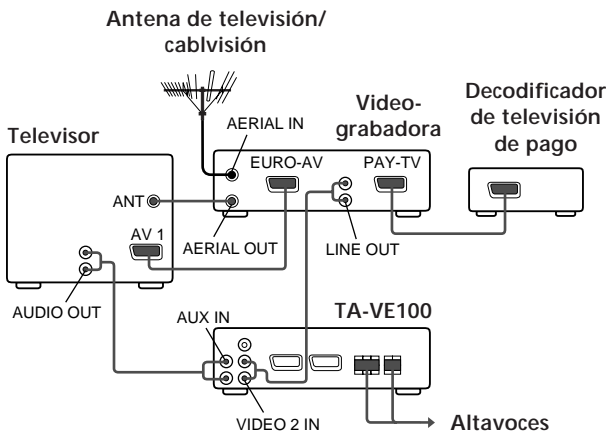 Antena de televisión/
cablvisión
Decodificador
de televisión
de pago
Video-
grabadora
Televisor
AERIAL IN
EURO-AV
PAY-TV
ANT
AV 1
AERIAL OUT
LINE OUT
AUDIO OUT
AUX IN
TA-VE100
VIDEO 2 IN
Altavoces